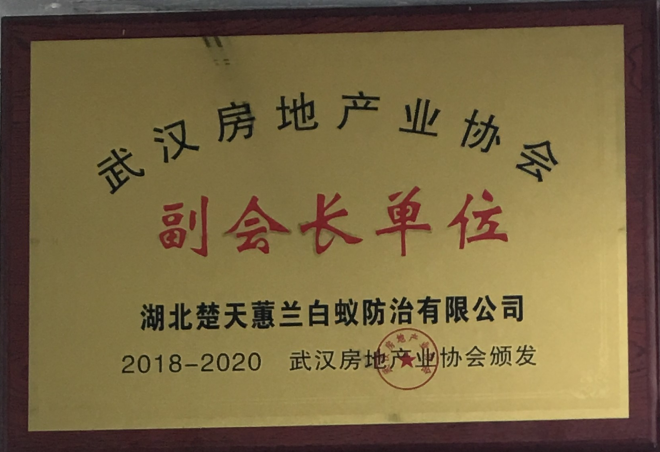 武汉房地产业协会
副会长单位
湖北楚天蕙兰白蚁防治有限公司
2018-2020 武汉房地产业协会颁发